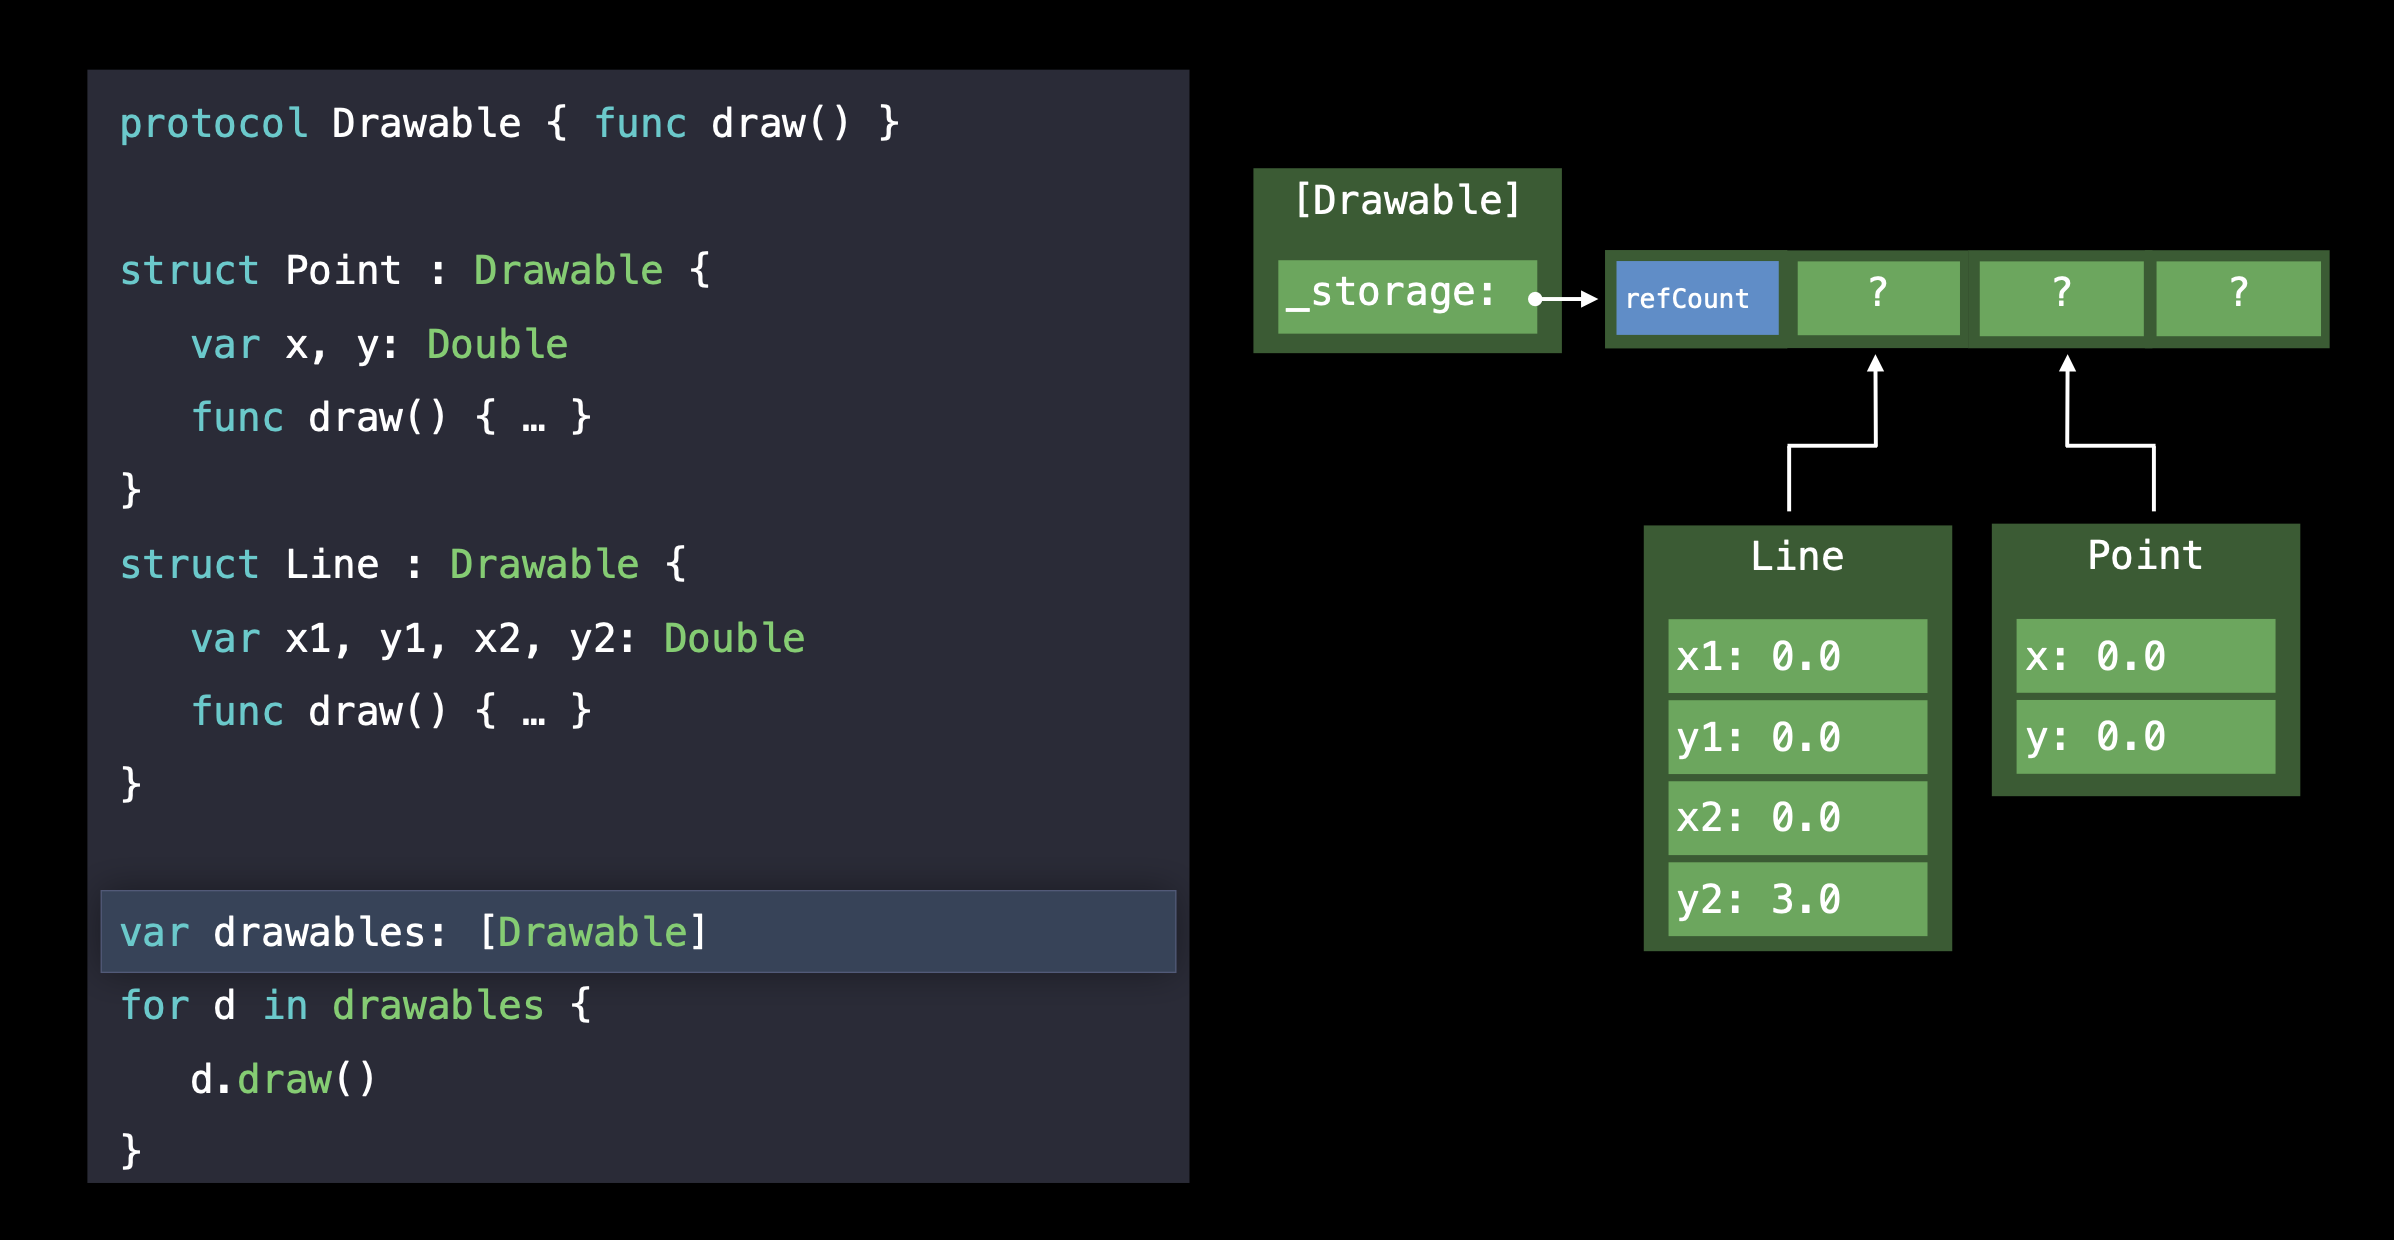 protocol Drawable { func draw() }
struct Point : Drawable {
var x, y: Double
func draw() { … }
}
struct Line : Drawable {
var x1, y1, x2, y2: Double
func draw() { … }
}
var drawables: [Drawable]
for d in drawables {
d.draw()
}
[Drawable]
_storage:
refCount
?
?
?
Line
x1: 0.0
y1: 0.0
x2: 0.0
y2: 3.0
Point
x: 0.0
y: 0.0